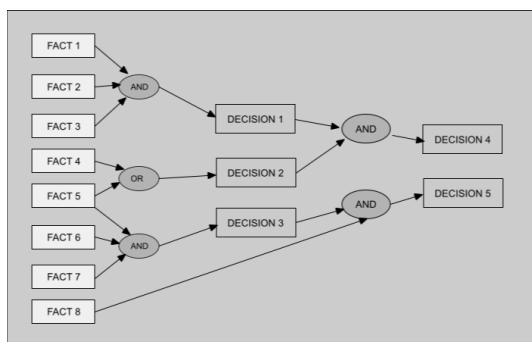 FACT 1
FACT 2
FACT 3
FACT 4
FACT 5
FACT 6
FACT 7
FACT 8
AND
OR
AND
DECISION 1
DECISION 2
DECISION 3
AND
AND
DECISION 4
DECISION 5